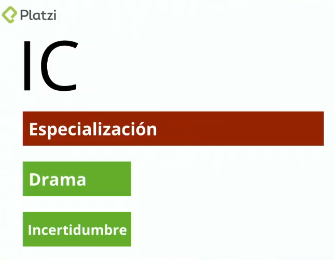 Platzi
IC
Especialización
Drama
Incertidumbre